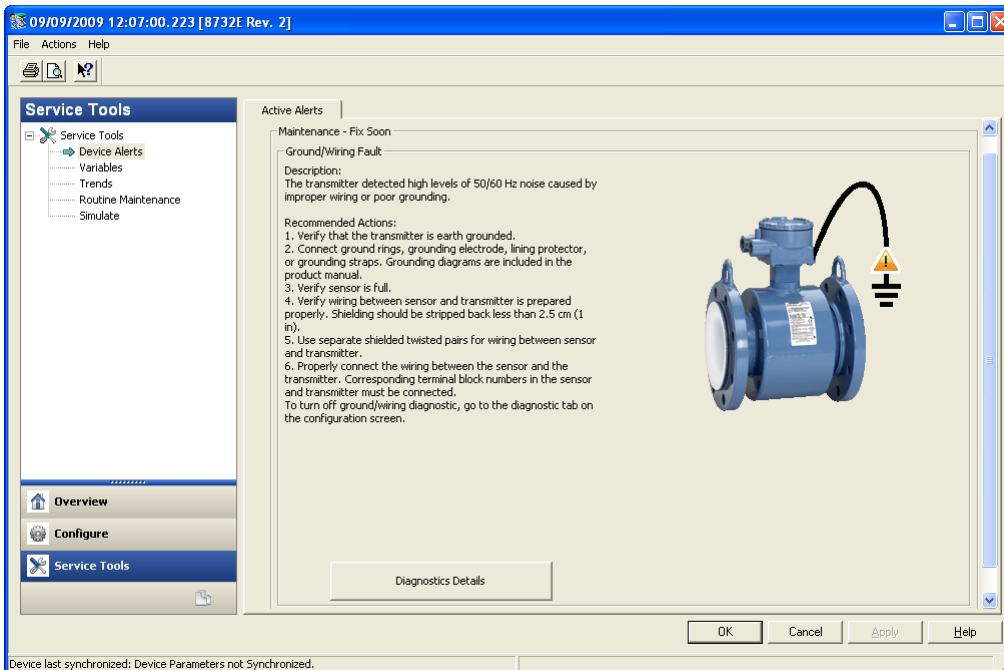 09/09/2009 12:07:00.223 [8732E Rev. 2]
File Actions Help
Service Tools
Service Tools
Device Alerts
Variables
Trends
Routine Maintenance
Simulate
Overview
Configure
Service Tools
Active Alerts
Maintenance - Fix Soon
Ground/Wiring Fault
Description:
The transmitter detected high levels of 50/60 Hz noise caused by
improper wiring or poor grounding.
Recommended Actions:
1. Verify that the transmitter is earth grounded.
2. Connect ground rings, grounding electrode, lining protector,
or grounding straps. Grounding diagrams are included in the
product manual.
3. Verify sensor is full.
4. Verify wiring between sensor and transmitter is prepared
properly. Shielding should be stripped back less than 2.5 cm (1
in).
5. Use separate shielded twisted pairs for wiring between sensor
and transmitter.
6. Properly connect the wiring between the sensor and the
transmitter. Corresponding terminal block numbers in the sensor
and transmitter must be connected.
To turn off ground/wiring diagnostic, go to the diagnostic tab on
the configuration screen.
Diagnostics Details
OK Cancel Apply Help
Device last synchronized: Device Parameters not Synchronized.